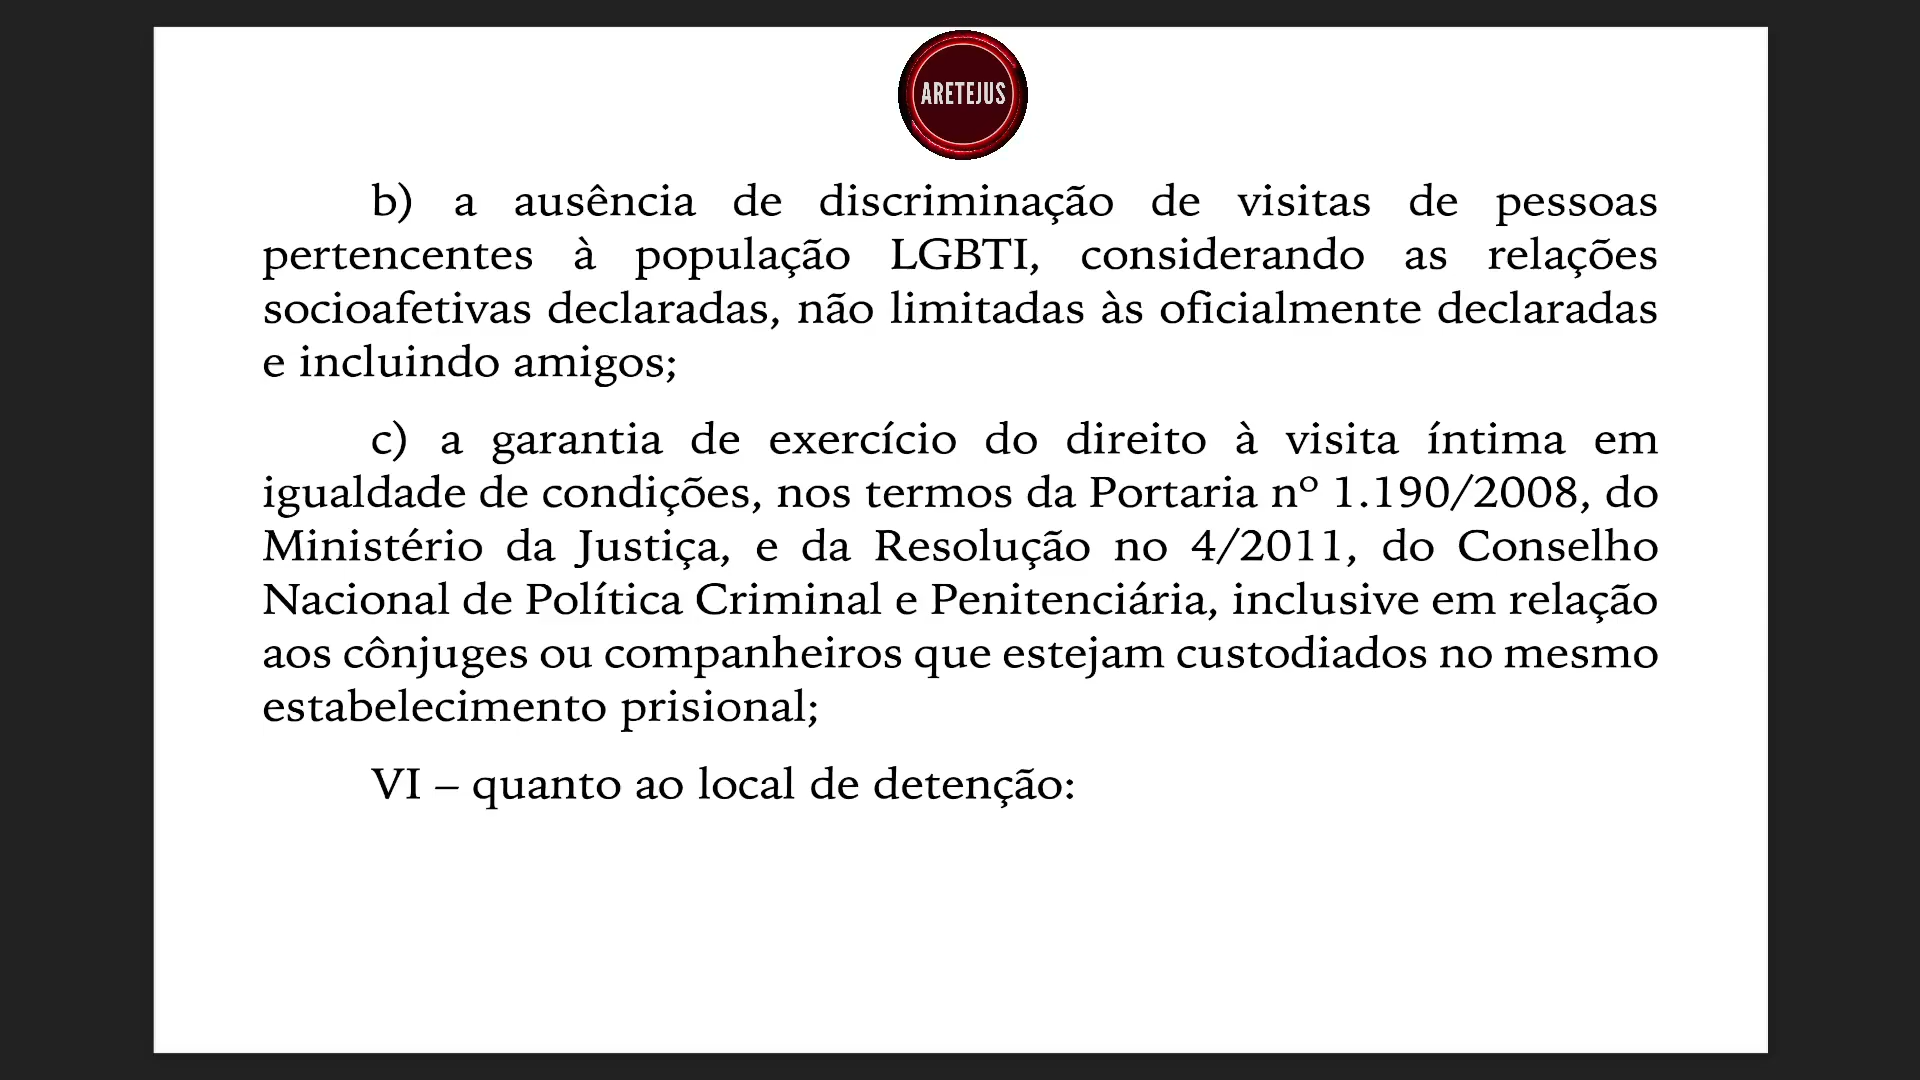 ARETEJUS
b) a ausência de discriminação de visitas de pessoas
pertencentes à população LGBTI, considerando as relações
socioafetivas declaradas, não limitadas às oficialmente declaradas
e incluindo amigos;
c) a garantia de exercício do direito à visita íntima em
igualdade de condições, nos termos da Portaria nº 1.190/2008, do
Ministério da Justiça, e da Resolução no 4/2011, do Conselho
Nacional de Política Criminal e Penitenciária, inclusive em relação
aos cônjuges ou companheiros que estejam custodiados no mesmo
estabelecimento prisional;
VI – quanto ao local de detenção: